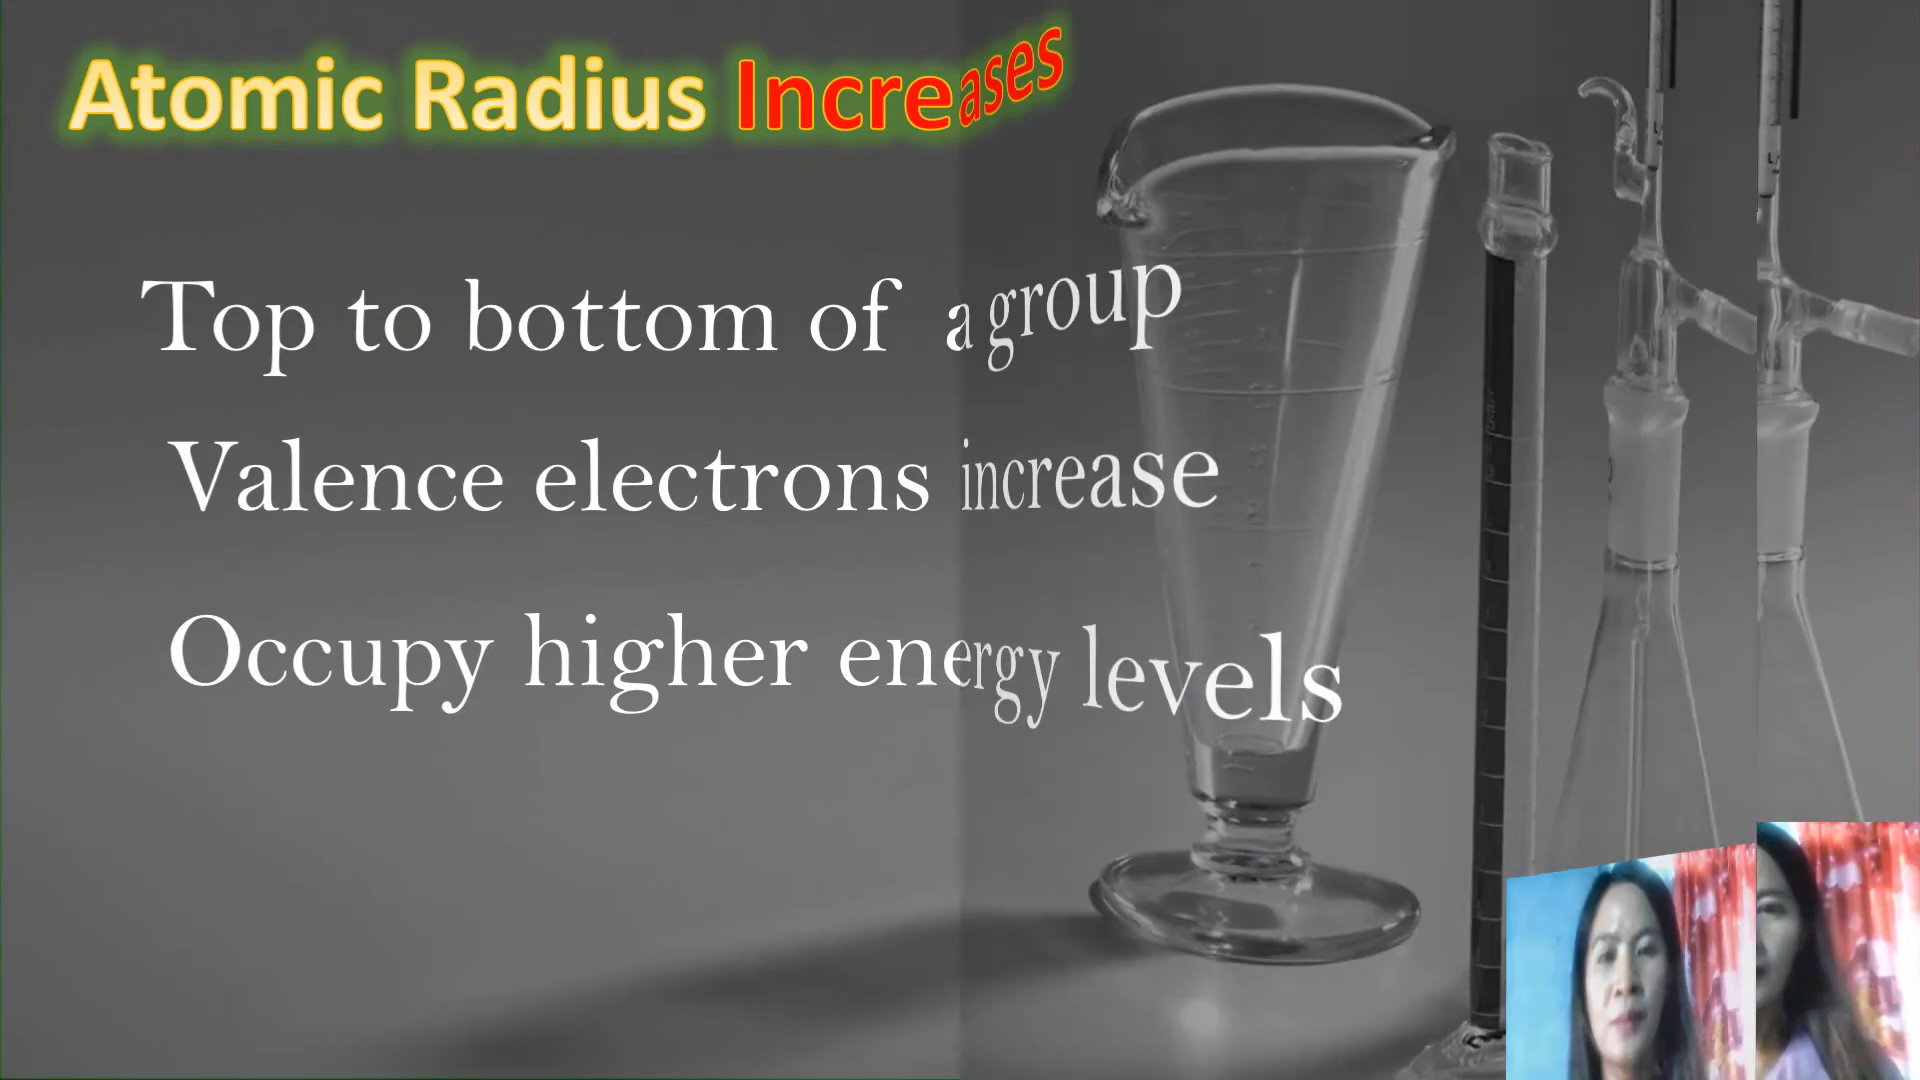 Atomic Radius Increases
Top to bottom of a group
Valence electrons increase
Occupy higher energy levels